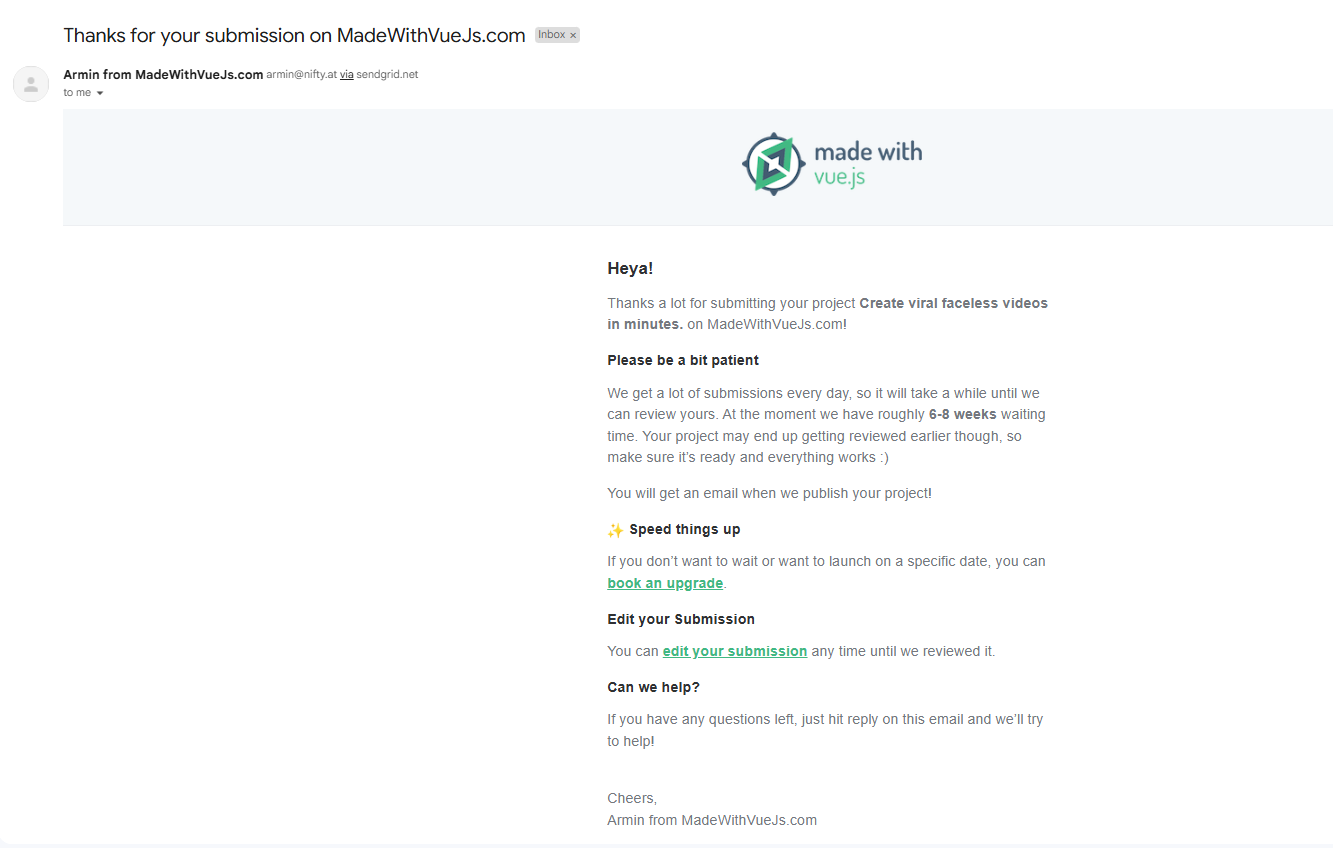 Thanks for your submission on MadeWithVueJs.com Inbox ×
Armin from MadeWithVueJs.com armin@nifty.at via sendgrid.net
to me
made with
vue.js
Heya!
Thanks a lot for submitting your project Create viral faceless videos
in minutes. on MadeWithVueJs.com!
Please be a bit patient
We get a lot of submissions every day, so it will take a while until we
can review yours. At the moment we have roughly 6-8 weeks waiting
time. Your project may end up getting reviewed earlier though, so
make sure it’s ready and everything works :)
You will get an email when we publish your project!
✨ Speed things up
If you don’t want to wait or want to launch on a specific date, you can
book an upgrade.
Edit your Submission
You can edit your submission any time until we reviewed it.
Can we help?
If you have any questions left, just hit reply on this email and we’ll try
to help!
Cheers,
Armin from MadeWithVueJs.com